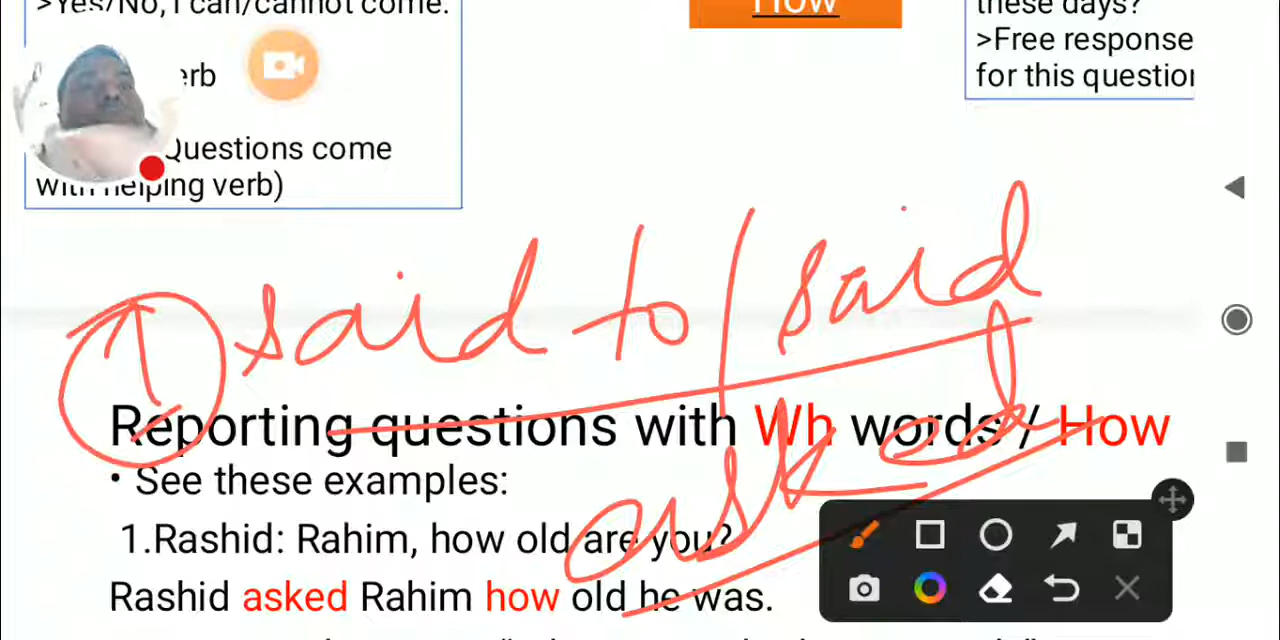 >Yes/No, I can/cannot come.
How
these days?
>Free response
for this question
erb
Questions come
with helping verb)
1 said to/said
asked
Reporting questions with Wh words / How
• See these examples:
1.Rashid: Rahim, how old are you?
Rashid asked Rahim how old he was.